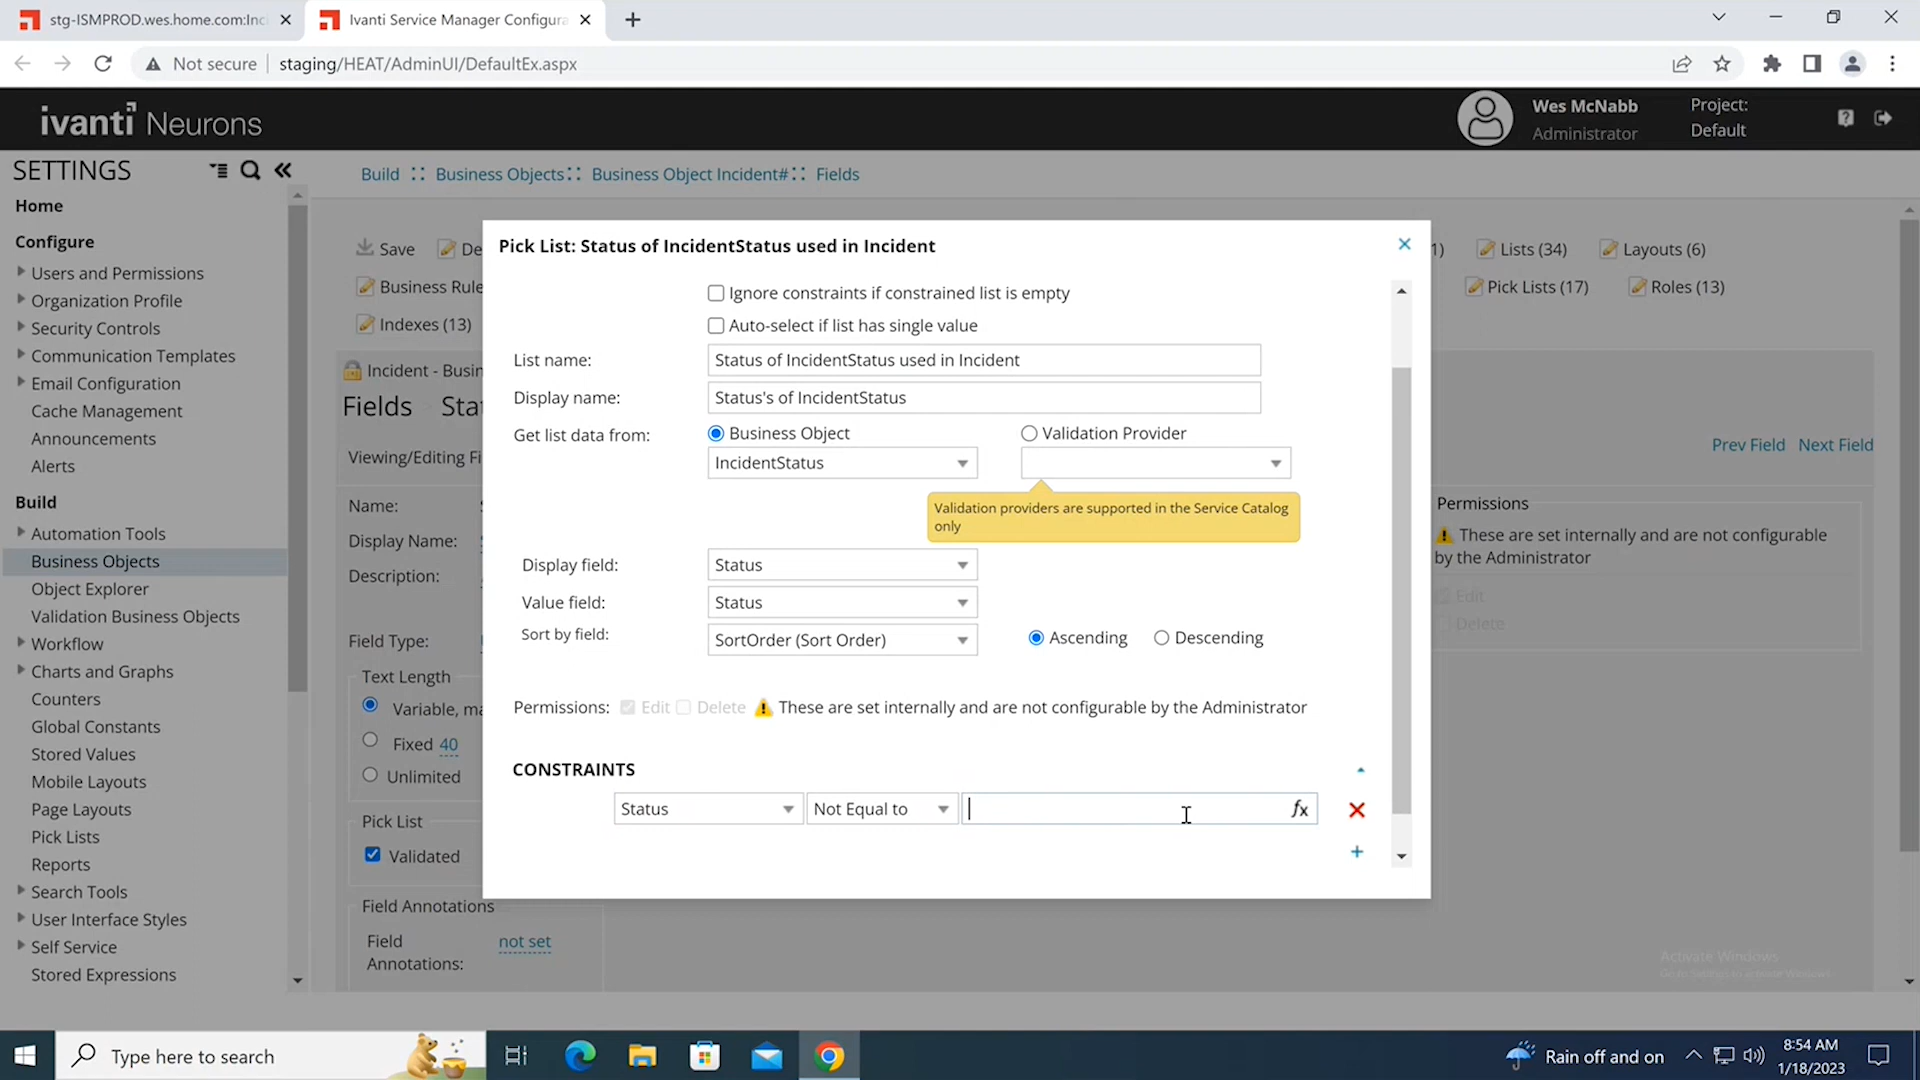 stg-ISMPROD.wes.home.com:Inci
Ivanti Service Manager Configura
Not secure
staging/HEAT/AdminUI/DefaultEx.aspx
ivanti Neurons
Wes McNabb
Administrator
Project:
Default
SETTINGS
Build :: Business Objects :: Business Object Incident# :: Fields
Home
Configure
Users and Permissions
Organization Profile
Security Controls
Communication Templates
Email Configuration
Cache Management
Announcements
Alerts
Build
Automation Tools
Business Objects
Object Explorer
Validation Business Objects
Workflow
Charts and Graphs
Counters
Global Constants
Stored Values
Mobile Layouts
Page Layouts
Pick Lists
Reports
Search Tools
User Interface Styles
Self Service
Stored Expressions
Save
De
1)
Lists (34)
Layouts (6)
Business Rule
Pick Lists (17)
Roles (13)
Indexes (13)
Incident - Busin
Fields Stat
Prev Field Next Field
Viewing/Editing Fi
Name:
Display Name:
Description:
Field Type:
Text Length
Variable, ma
Fixed 40
Unlimited
Pick List
Validated
Field Annotations
Field Annotations:
not set
Permissions
These are set internally and are not configurable
by the Administrator
Edit
Delete
Pick List: Status of IncidentStatus used in Incident
Ignore constraints if constrained list is empty
Auto-select if list has single value
List name: Status of IncidentStatus used in Incident
Display name: Status's of IncidentStatus
Get list data from: Business Object Validation Provider
IncidentStatus
Validation providers are supported in the Service Catalog
only
Display field: Status
Value field: Status
Sort by field: SortOrder (Sort Order) Ascending Descending
Permissions: Edit Delete These are set internally and are not configurable by the Administrator
CONSTRAINTS
Status Not Equal to fx
Activate Windows
Go to Settings to activate Windows.
Type here to search
Rain off and on
8:54 AM
1/18/2023